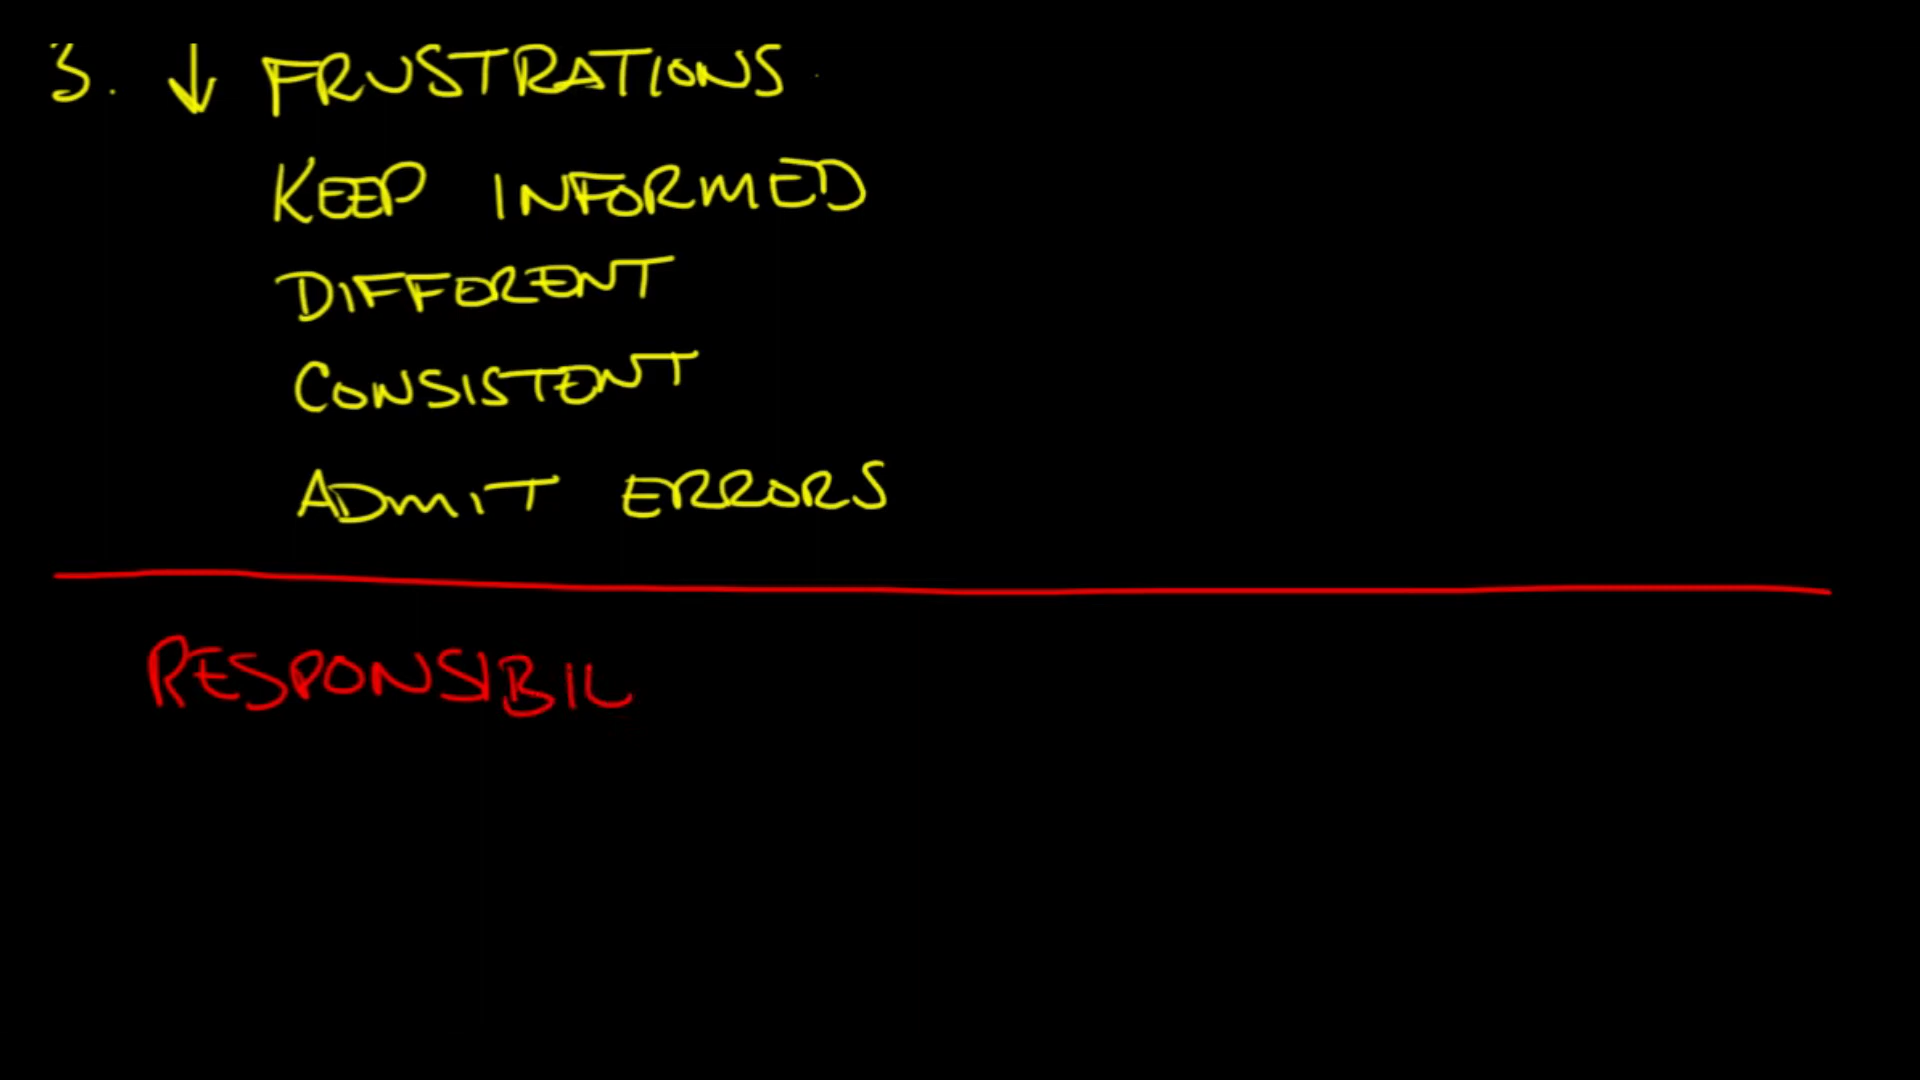 3. ↓ FRUSTRATIONS
KEEP INFORMED
DIFFERENT
CONSISTENT
ADMIT ERRORS
RESPONSIBIL